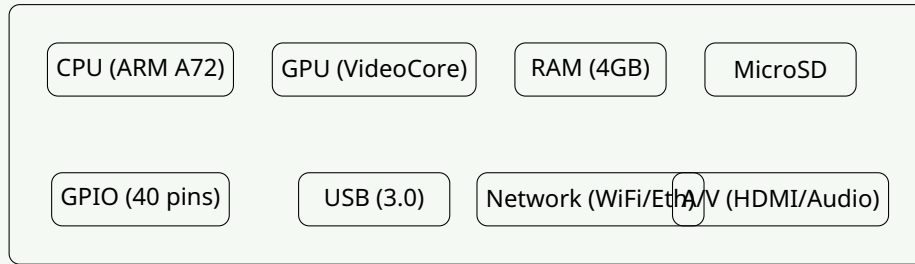 CPU (ARM A72)
GPU (VideoCore)
RAM (4GB)
MicroSD
GPIO (40 pins)
USB (3.0)
Network (WiFi/Eth)
A/V (HDMI/Audio)